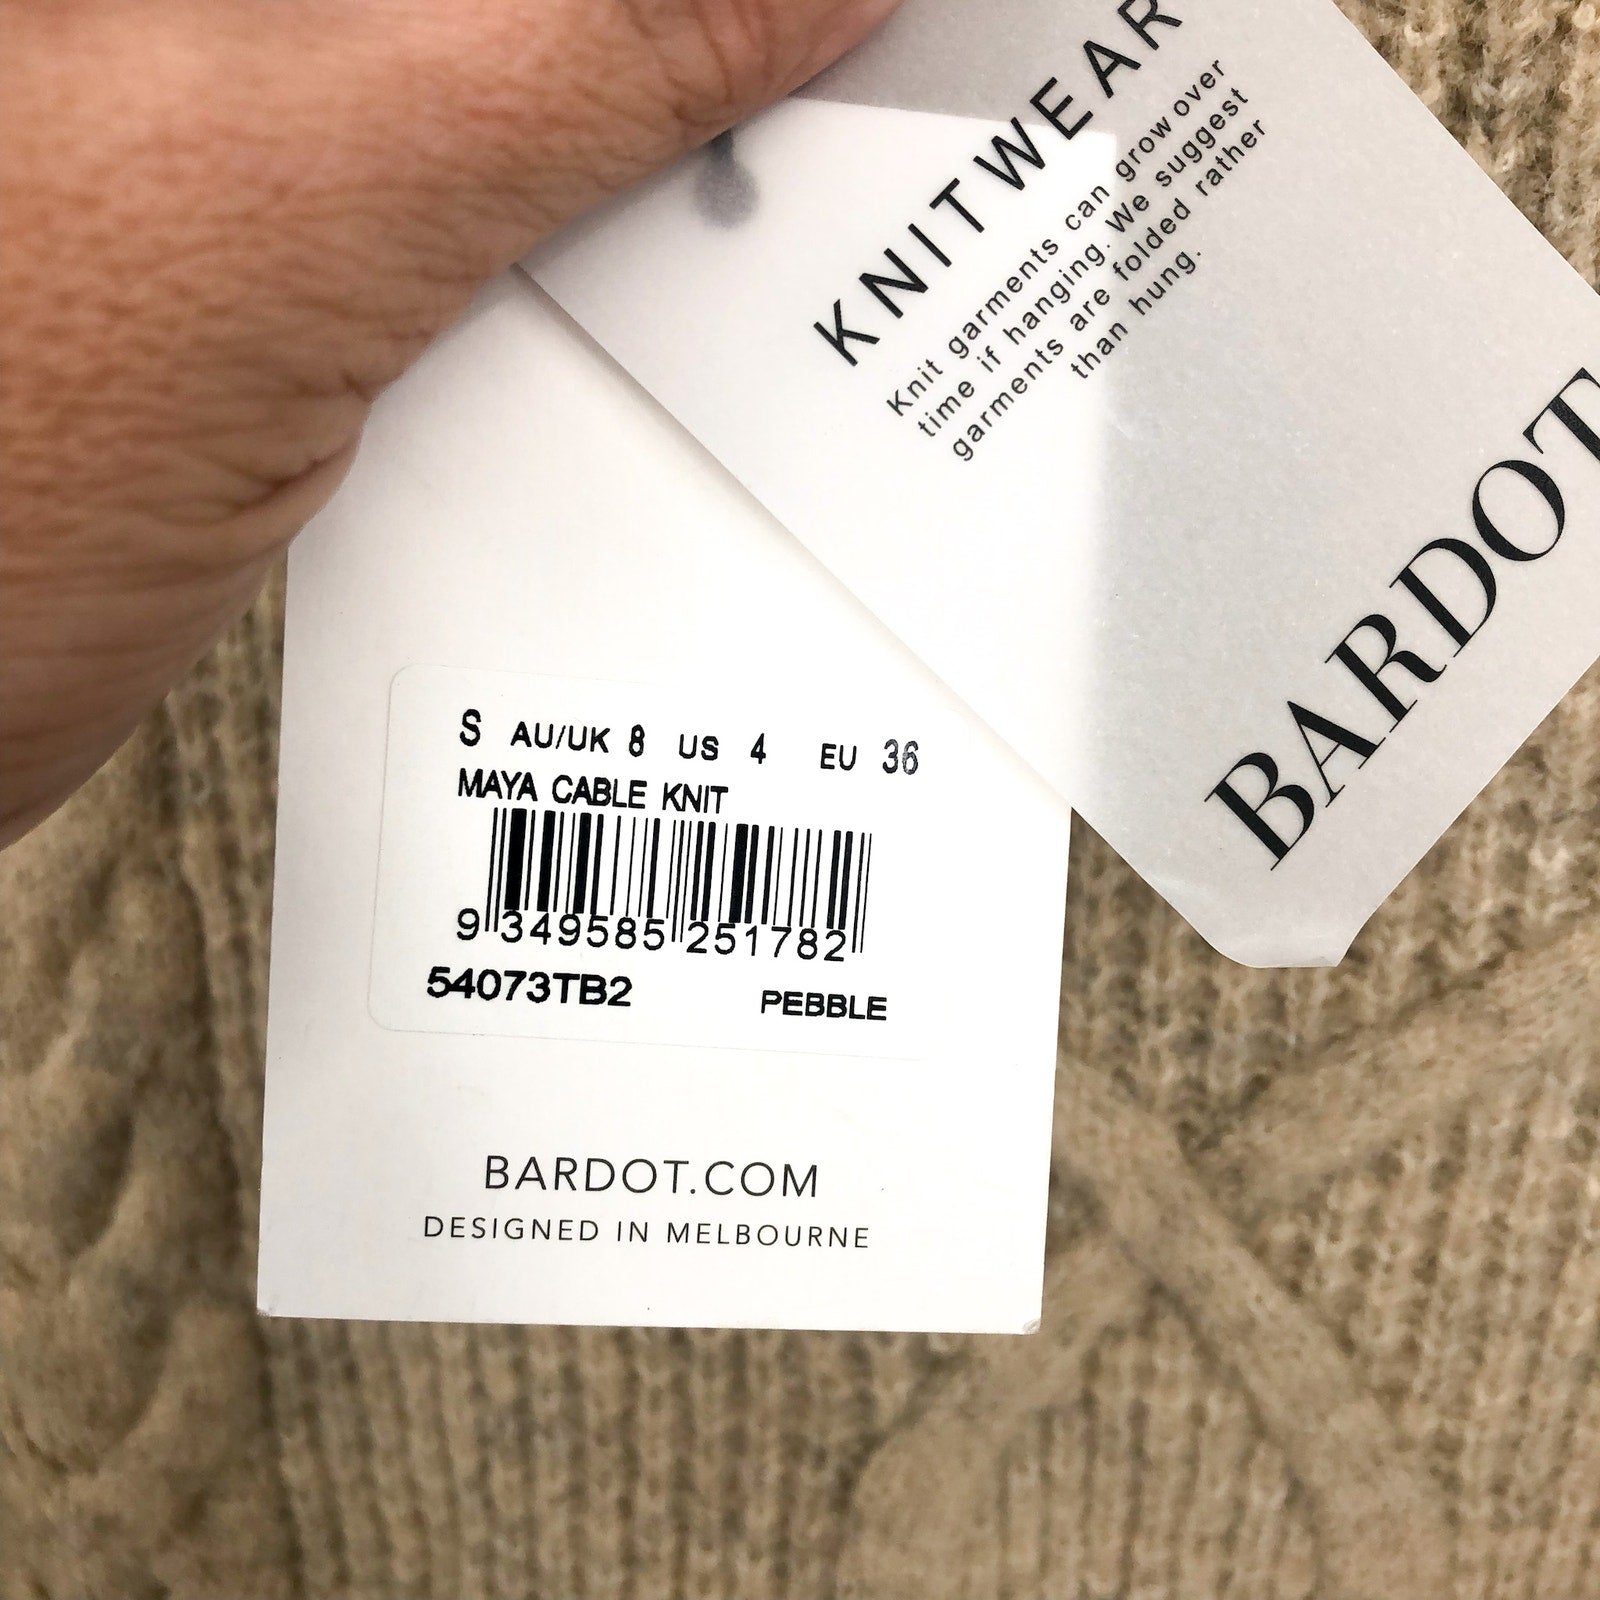 KNITWEAR
Knit garments can grow over
time if hanging. We suggest
garments are folded rather
than hung.
BARDOT
S AU/UK 8 US 4 EU 36
MAYA CABLE KNIT
9 349585 251782
54073TB2 PEBBLE
BARDOT.COM
DESIGNED IN MELBOURNE